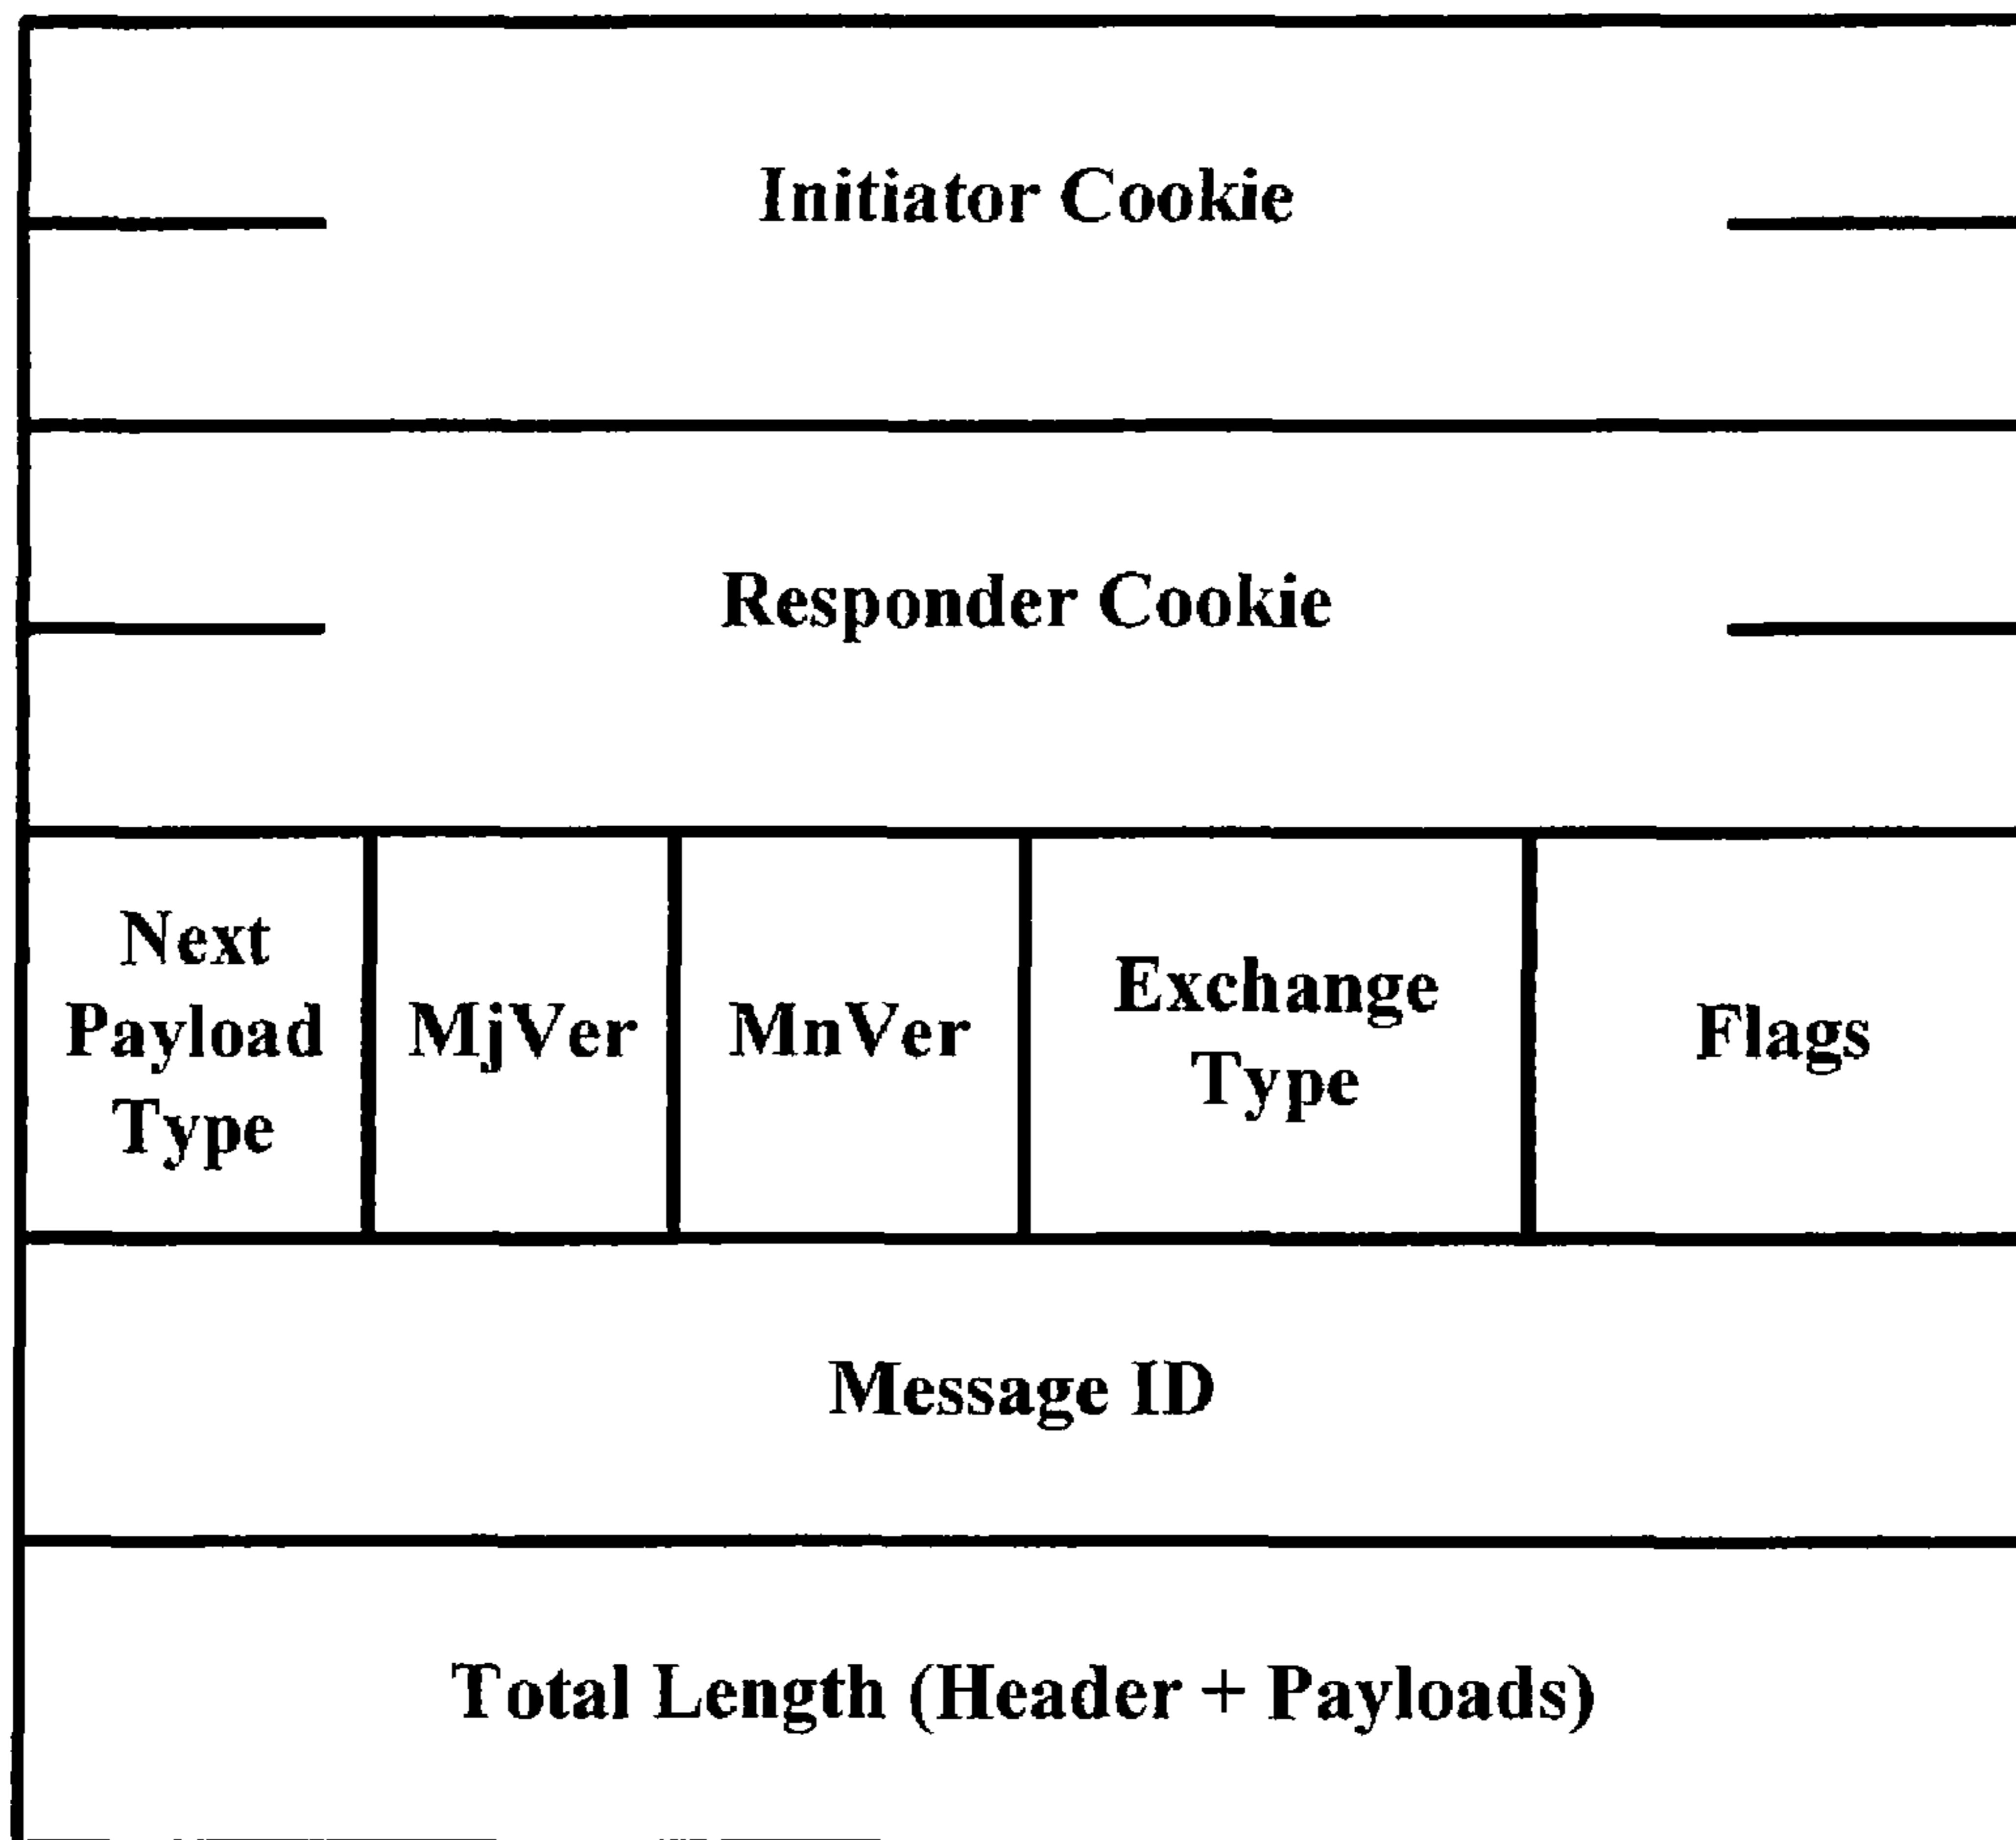 Initiator Cookie
Responder Cookie
Next
Payload
Type
MjVer
MnVer
Exchange
Type
Flags
Message ID
Total Length (Header + Payloads)